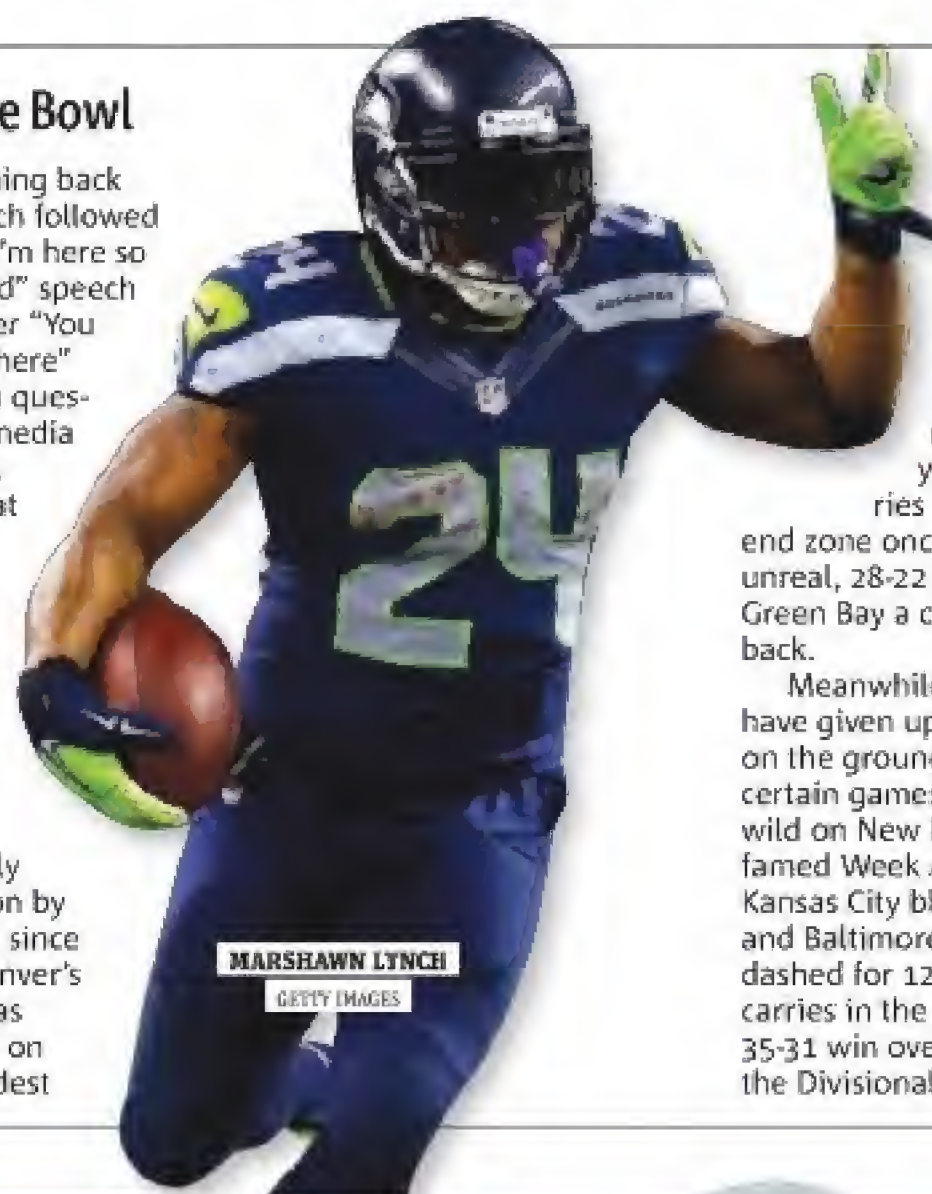 e Bowl
ning back
ch followed
I'm here so
d” speech
er “You
here”
ques-
media
at
ly
on by
since
nver's
as
on
dest
24
24
MARSHAWN LYNCH
GETTY IMAGES
y
ries
end zone onc
unreal, 28-22
Green Bay a c
back.
Meanwhile
have given up
on the ground
certain games
wild on New
famed Week
Kansas City bl
and Baltimore
dashed for 12
carries in the
35-31 win ove
the Divisional